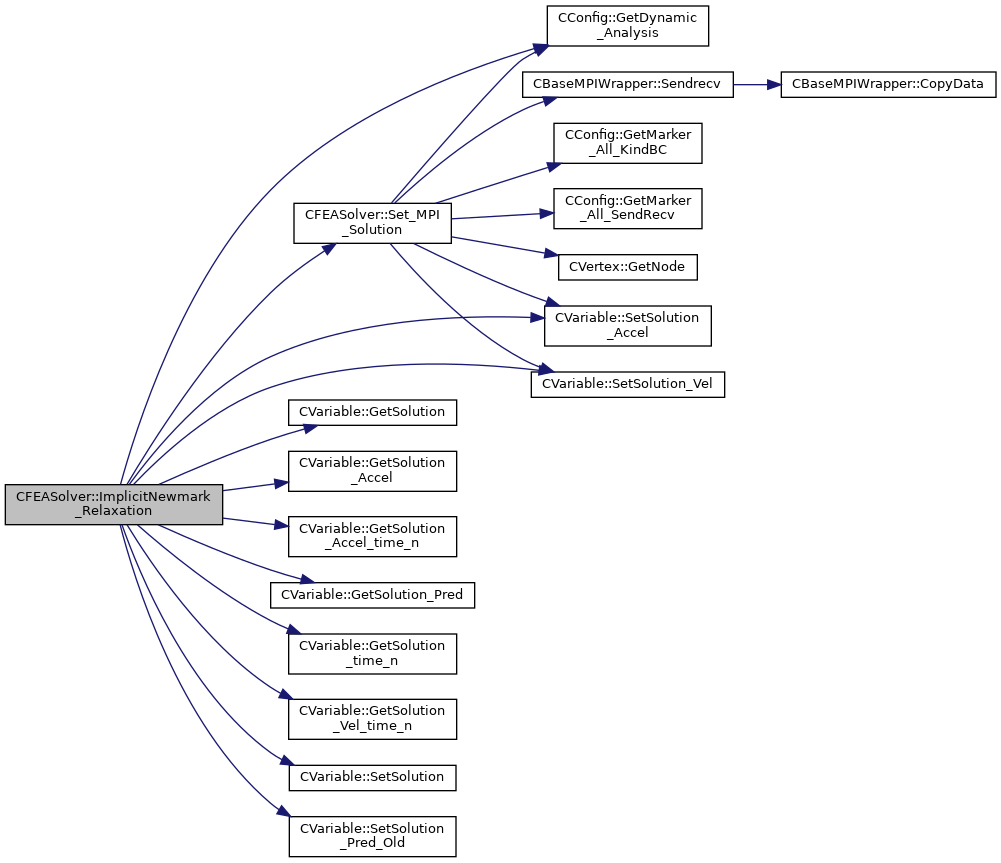 CConfig::GetDynamic
_Analysis
CBaseMPIWrapper::Sendrecv
CBaseMPIWrapper::CopyData
CConfig::GetMarker
_All_KindBC
CConfig::GetMarker
_All_SendRecv
CFEASolver::Set_MPI
_Solution
CVertex::GetNode
CVariable::SetSolution
_Accel
CVariable::SetSolution_Vel
CVariable::GetSolution
CVariable::GetSolution
_Accel
CFEASolver::ImplicitNewmark
_Relaxation
CVariable::GetSolution
_Accel_time_n
CVariable::GetSolution_Pred
CVariable::GetSolution
_time_n
CVariable::GetSolution
_Vel_time_n
CVariable::SetSolution
CVariable::SetSolution
_Pred_Old